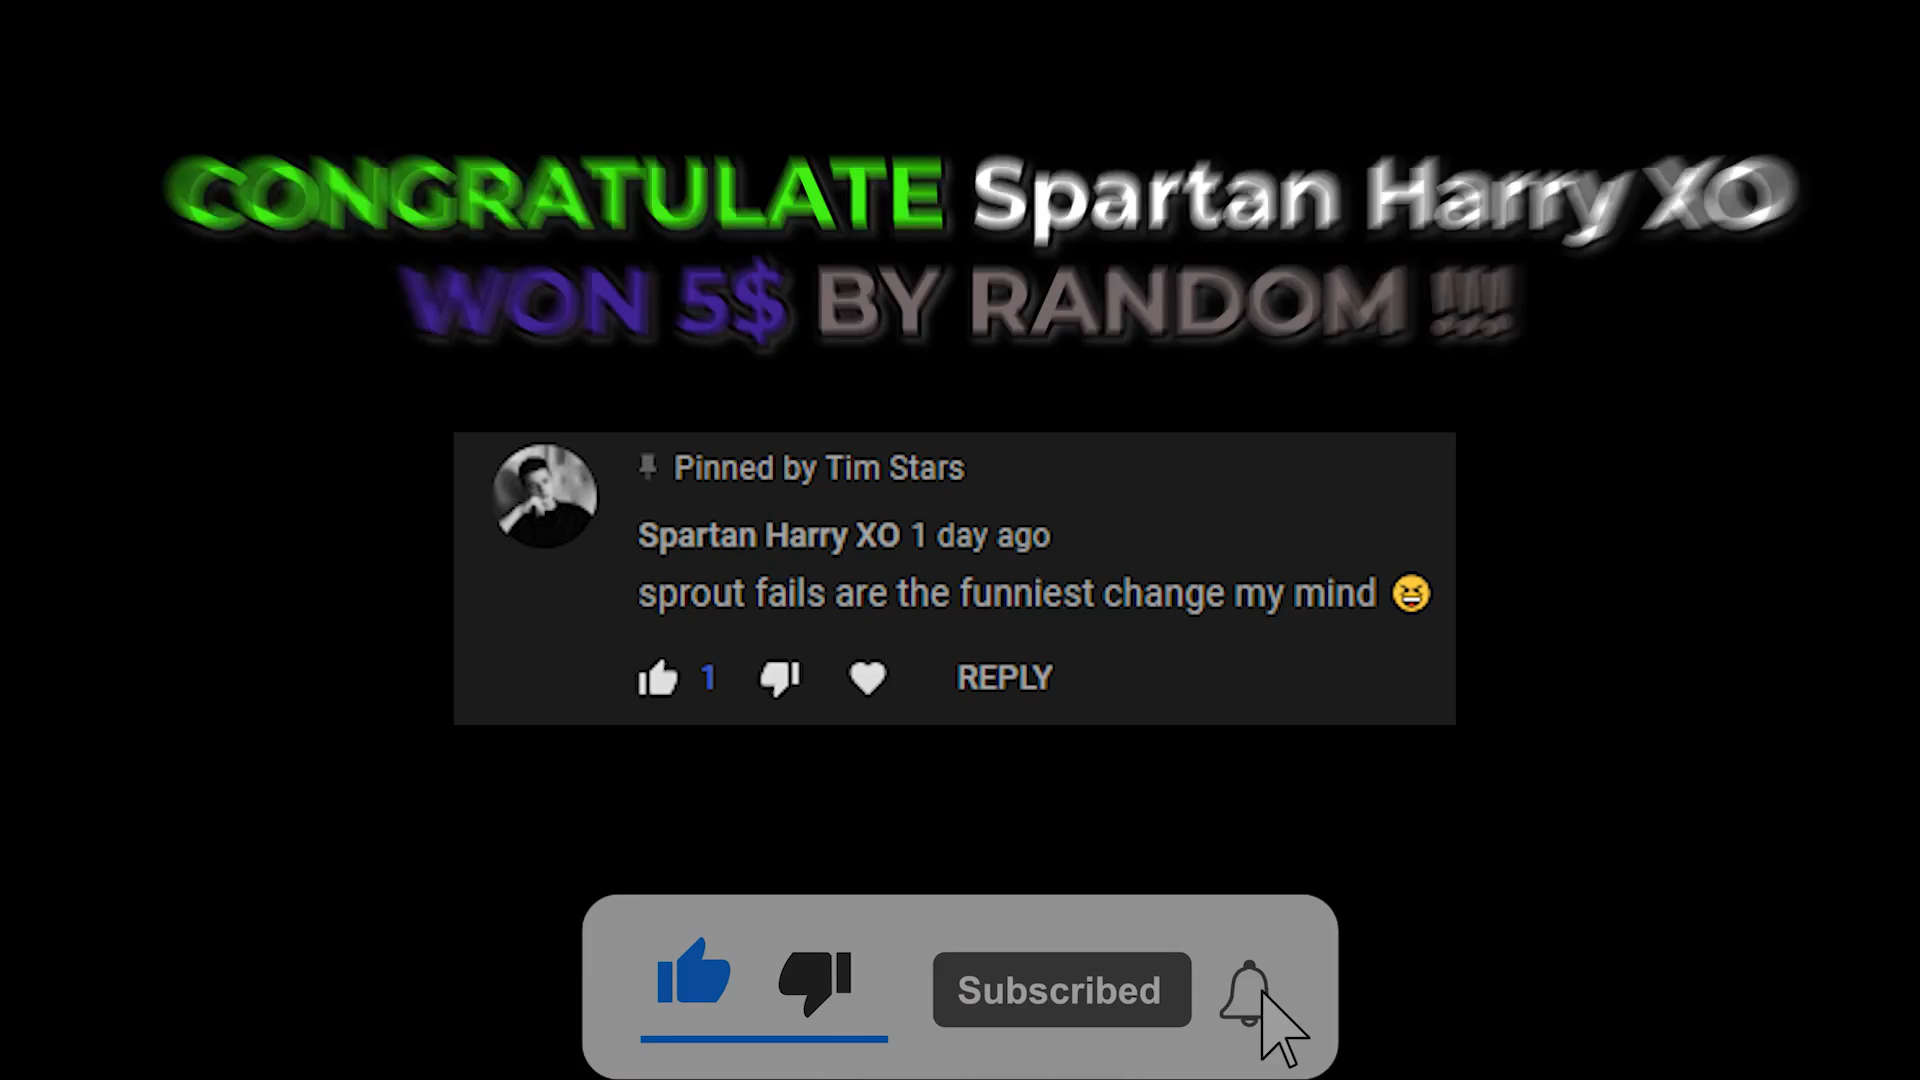 CONGRATULATE Spartan Harry XO
WON 5$ BY RANDOM !!!
Pinned by Tim Stars
Spartan Harry XO 1 day ago
sprout fails are the funniest change my mind 😆
1
REPLY
Subscribed